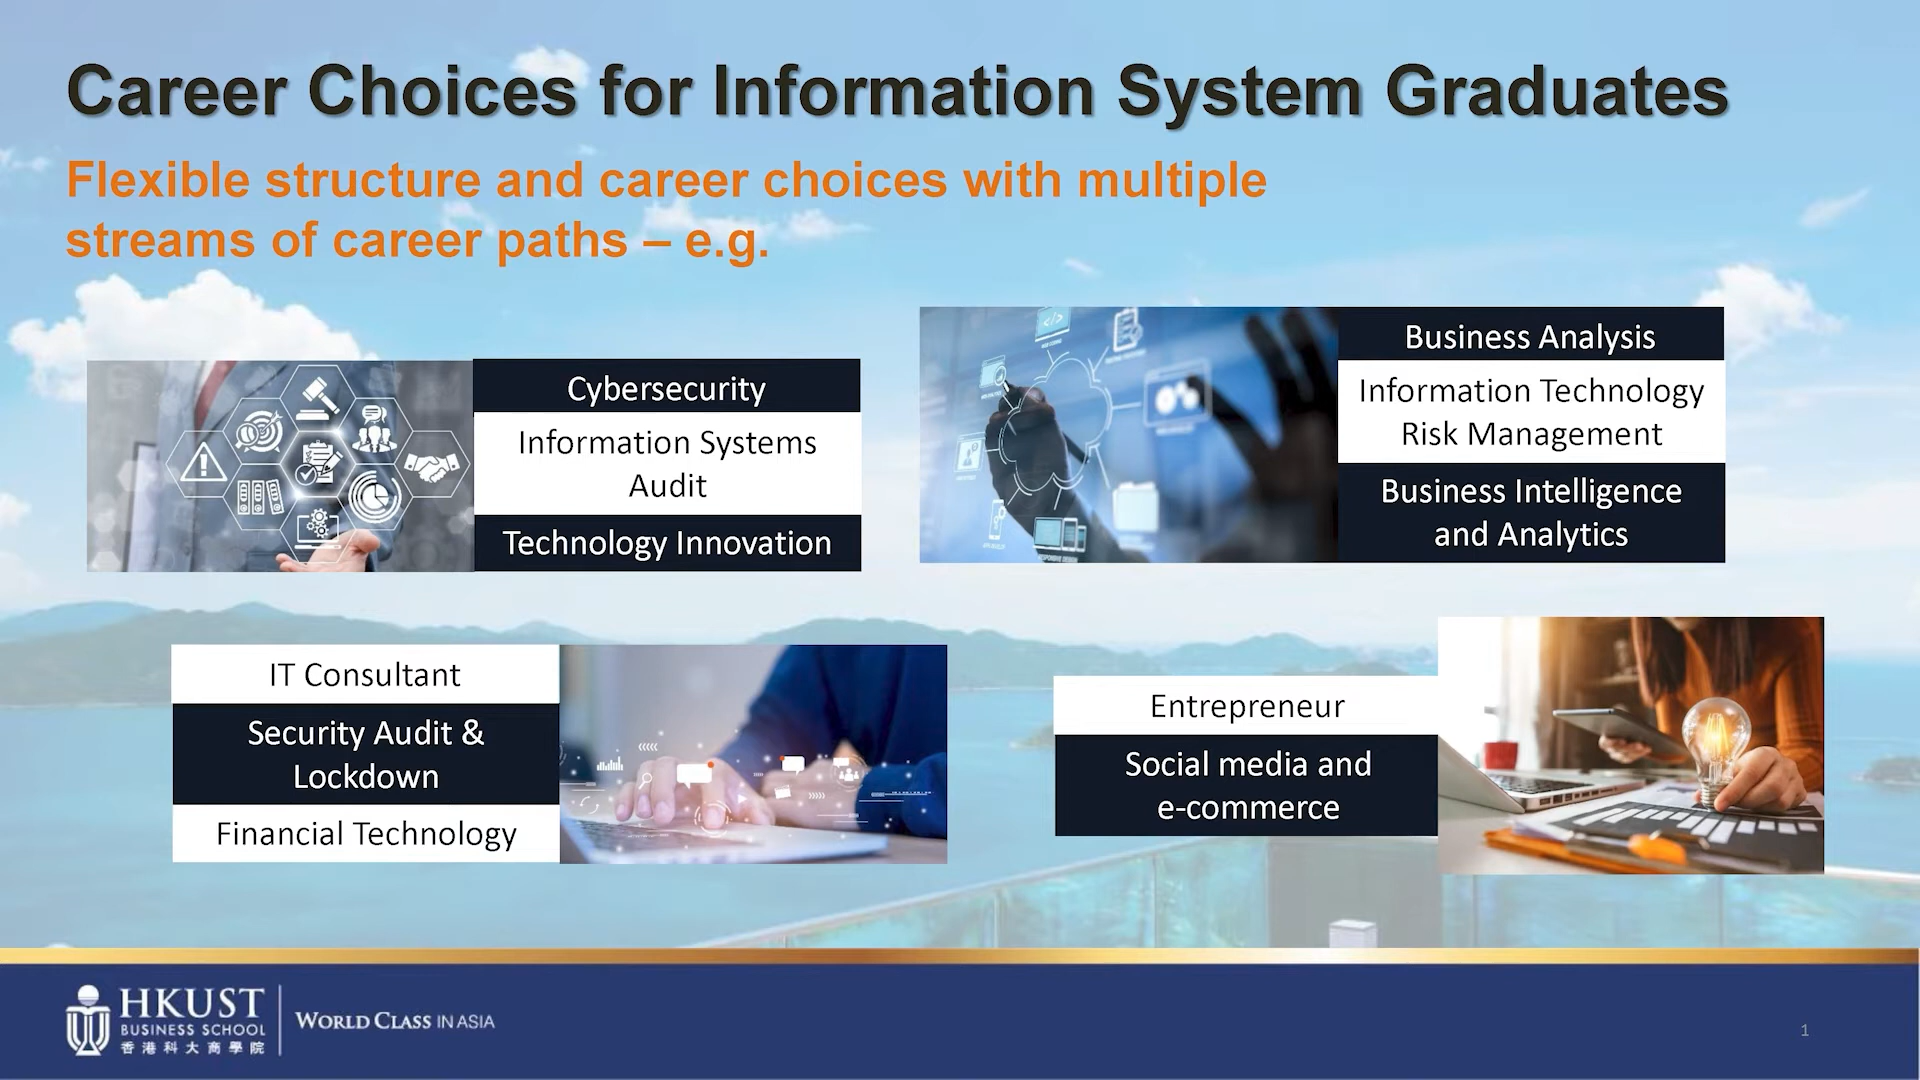 Career Choices for Information System Graduates
Flexible structure and career choices with multiple
streams of career paths – e.g.
Cybersecurity
Information Systems
Audit
Technology Innovation
Business Analysis
Information Technology
Risk Management
Business Intelligence
and Analytics
IT Consultant
Security Audit &
Lockdown
Financial Technology
Entrepreneur
Social media and
e-commerce
HKUST
BUSINESS SCHOOL
香港科大商學院
WORLD CLASS IN ASIA
1